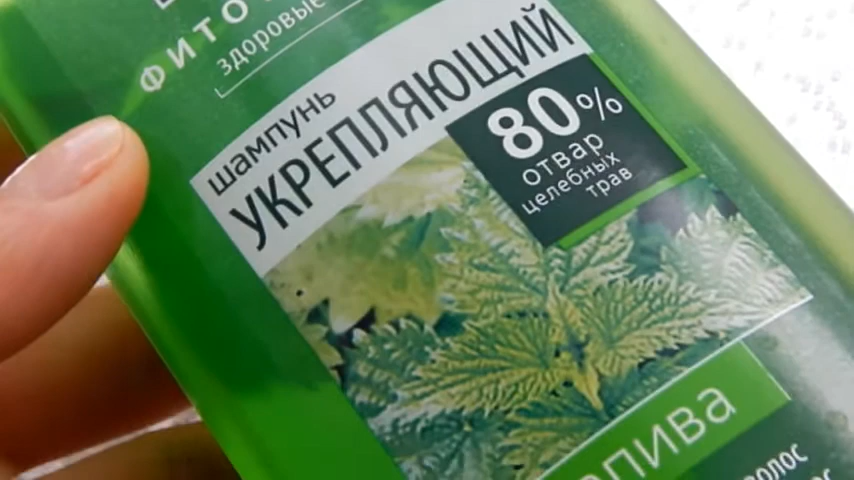 ФИТО
здоровые
шампунь
УКРЕПЛЯЮЩИЙ
80%
отвар
целебных
трав